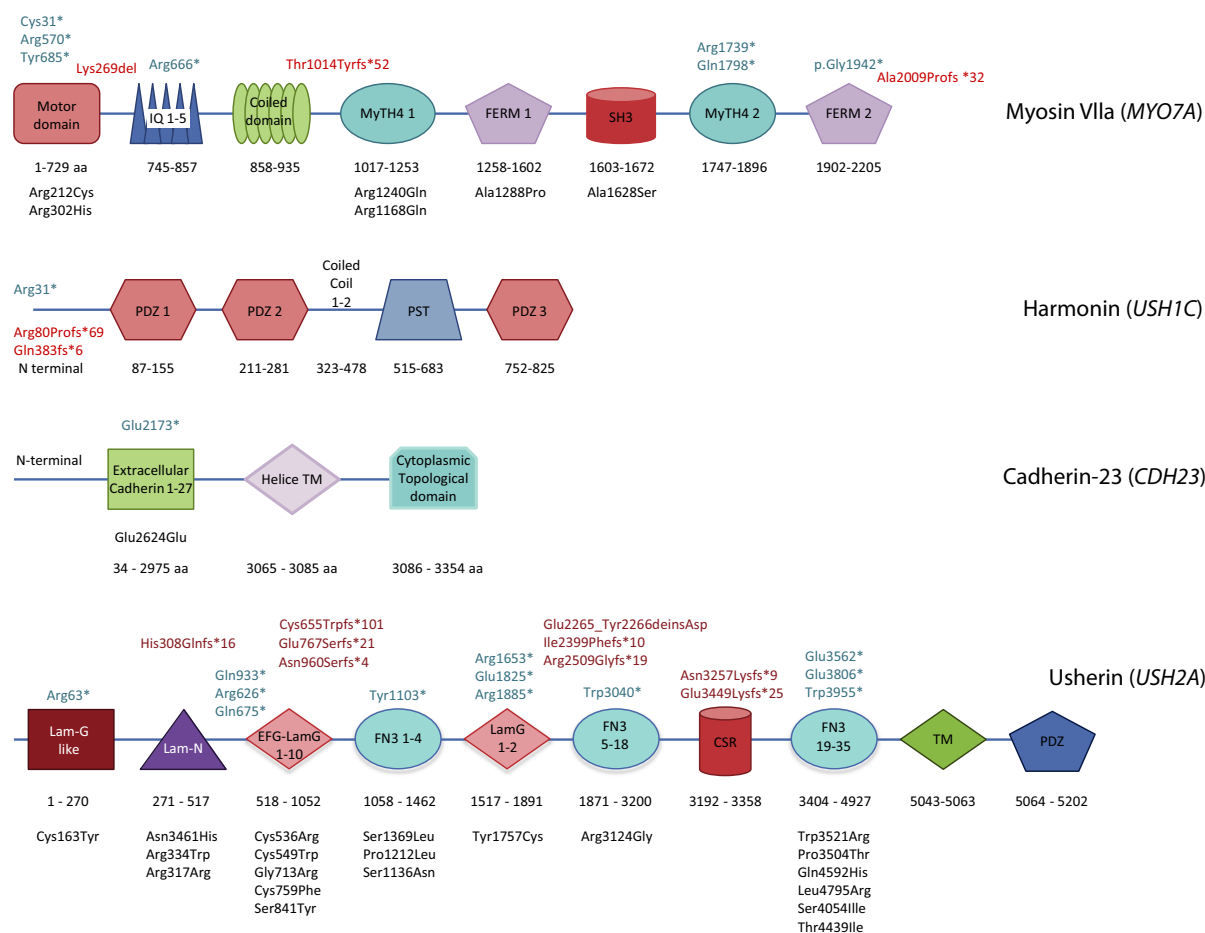 Cys31*
Arg570*
Tyr685*
Lys269del
Arg666*
Thr1014Tyrfs*52
Arg1739*
Gln1798*
p.Gly1942*
Ala2009Profs *32
Motor
domain
IQ 1-5
Coiled
domain
MyTH4 1
FERM 1
SH3
MyTH4 2
FERM 2
Myosin VIIa (MYO7A)
1-729 aa
745-857
858-935
1017-1253
1258-1602
1603-1672
1747-1896
1902-2205
Arg212Cys
Arg302His
Arg1240Gln
Arg1168Gln
Ala1288Pro
Ala1628Ser
Arg31*
Coiled
Coil
1-2
PDZ 1
PDZ 2
PST
PDZ 3
Harmonin (USH1C)
Arg80Profs*69
Gln383fs*6
N terminal
87-155
211-281
323-478
515-683
752-825
Glu2173*
N-terminal
Extracellular
Cadherin 1-27
Helice TM
Cytoplasmic
Topological
domain
Cadherin-23 (CDH23)
Glu2624Glu
34 - 2975 aa
3065 - 3085 aa
3086 - 3354 aa
His308Glnfs*16
Cys655Trpfs*101
Glu767Serfs*21
Asn960Serfs*4
Glu2265_Tyr2266deinsAsp
Ile2399Phefs*10
Arg2509Glyfs*19
Arg63*
Gln933*
Arg626*
Gln675*
Tyr1103*
Arg1653*
Glu1825*
Arg1885*
Trp3040*
Asn3257Lysfs*9
Glu3449Lysfs*25
Glu3562*
Glu3806*
Trp3955*
Usherin (USH2A)
Lam-G
like
Lam-N
EFG-LamG
1-10
FN3 1-4
LamG
1-2
FN3
5-18
CSR
FN3
19-35
TM
PDZ
1 - 270
271 - 517
518 - 1052
1058 - 1462
1517 - 1891
1871 - 3200
3192 - 3358
3404 - 4927
5043-5063
5064 - 5202
Cys163Tyr
Asn3461His
Arg334Trp
Arg317Arg
Cys536Arg
Cys549Trp
Gly713Arg
Cys759Phe
Ser841Tyr
Ser1369Leu
Pro1212Leu
Ser1136Asn
Tyr1757Cys
Arg3124Gly
Trp3521Arg
Pro3504Thr
Gln4592His
Leu4795Arg
Ser4054Ille
Thr4439Ile